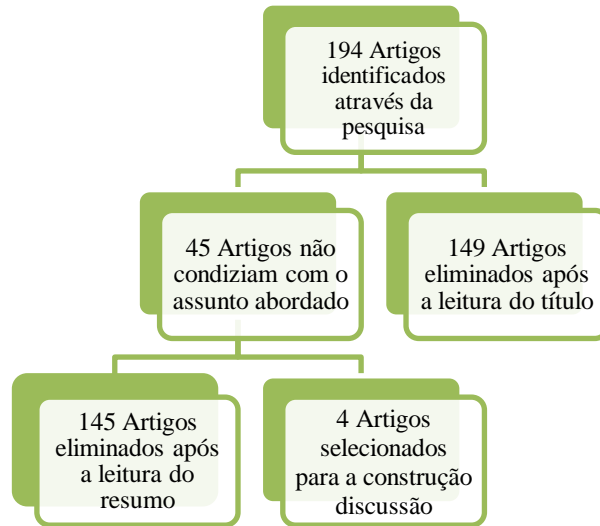 194 Artigos
identificados
através da
pesquisa
45 Artigos não
condiziam com o
assunto abordado
149 Artigos
eliminados após
a leitura do título
145 Artigos
eliminados após
a leitura do
resumo
4 Artigos
selecionados
para a construção
discussão